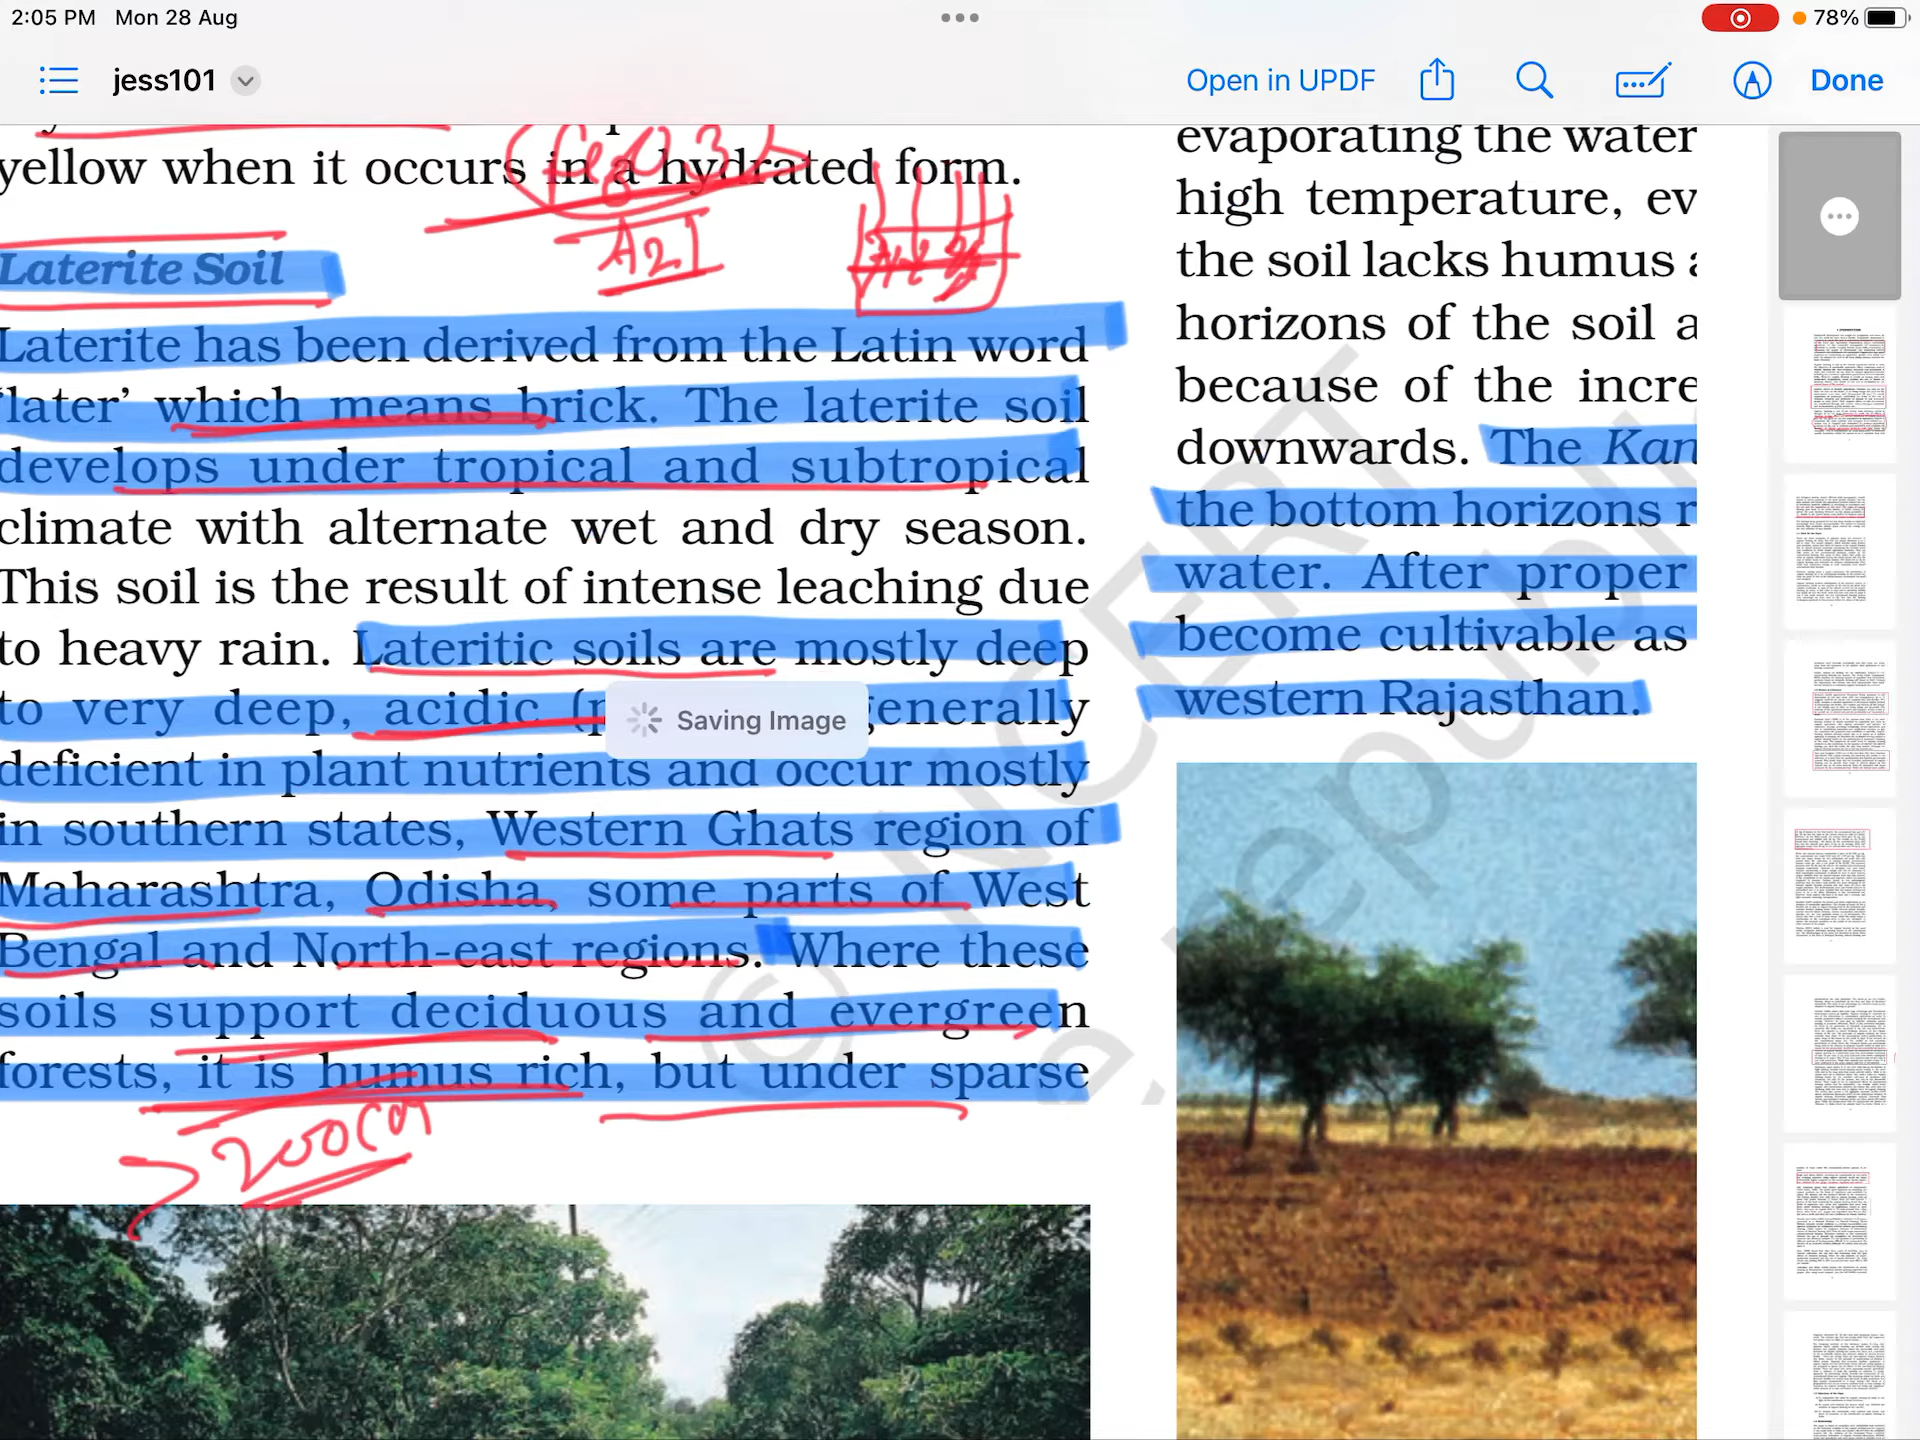 2:05 PM Mon 28 Aug
78%
jess101
Open in UPDF
Done
yellow when it occurs in a hydrated form.
Laterite Soil
Laterite has been derived from the Latin word
‘later’ which means brick. The laterite soil
develops under tropical and subtropical
climate with alternate wet and dry season.
This soil is the result of intense leaching due
to heavy rain. Lateritic soils are mostly deep
to very deep, acidic (p
generally
Saving Image
deficient in plant nutrients and occur mostly
in southern states, Western Ghats region of
Maharashtra, Odisha, some parts of West
Bengal and North-east regions. Where these
soils support deciduous and evergreen
forests, it is humus rich, but under sparse
>200cm
evaporating the water
high temperature, ev
the soil lacks humus a
horizons of the soil a
because of the incre
downwards. The Kan
the bottom horizons r
water. After proper
become cultivable as
western Rajasthan.
© NCERT
republi